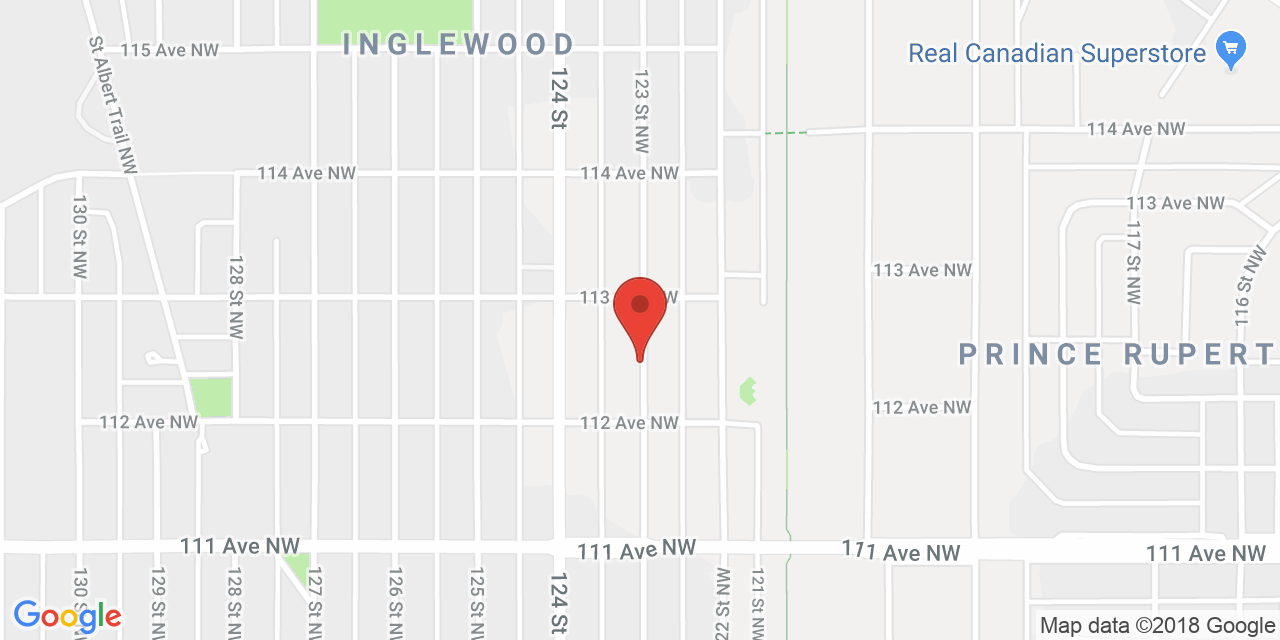 115 Ave NW
INGLEWOOD
Real Canadian Superstore
St Albert Trail NW
124 St
123 St NW
114 Ave NW
114 Ave NW
114 Ave NW
130 St NW
113 Ave NW
117 St NW
128 St NW
113 Ave NW
116 St NW
113
W
PRINCE RUPERT
112 Ave NW
112 Ave NW
112 Ave NW
111 Ave NW
111 Ave NW
111 Ave NW
111 Ave NW
130 St NW
129 St NW
128 St NW
127 St NW
126 St NW
125 St NW
124 St
22 St NW
121 St NW
Google
Map data ©2018 Google